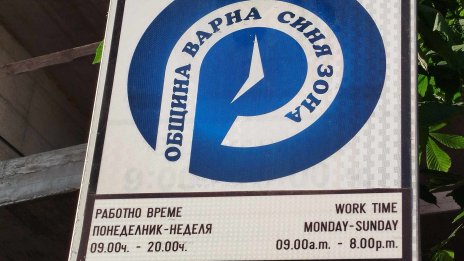 ОБЩИНА ВАРНА СИНЯ ЗОНА
РАБОТНО ВРЕМЕ
ПОНЕДЕЛНИК-НЕДЕЛЯ
09.00ч. - 20.00ч.
WORK TIME
MONDAY-SUNDAY
09.00a.m. - 8.00p.m.